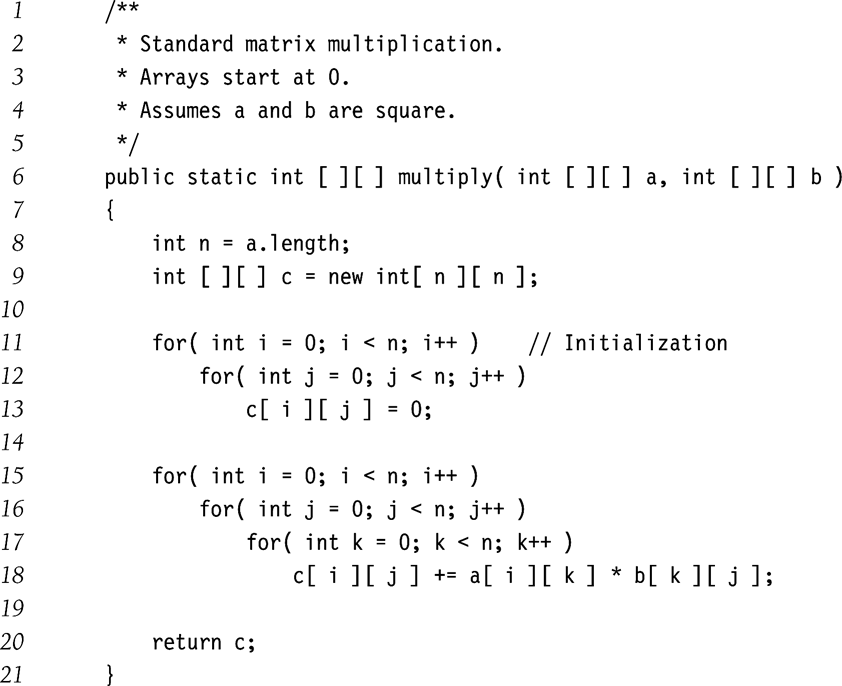 1 /**
2 * Standard matrix multiplication.
3 * Arrays start at 0.
4 * Assumes a and b are square.
5 */
6 public static int [ ][ ] multiply( int [ ][ ] a, int [ ][ ] b )
7 {
8 int n = a.length;
9 int [ ][ ] c = new int[ n ][ n ];
10
11 for( int i = 0; i < n; i++ ) // Initialization
12 for( int j = 0; j < n; j++ )
13 c[ i ][ j ] = 0;
14
15 for( int i = 0; i < n; i++ )
16 for( int j = 0; j < n; j++ )
17 for( int k = 0; k < n; k++ )
18 c[ i ][ j ] += a[ i ][ k ] * b[ k ][ j ];
19
20 return c;
21 }